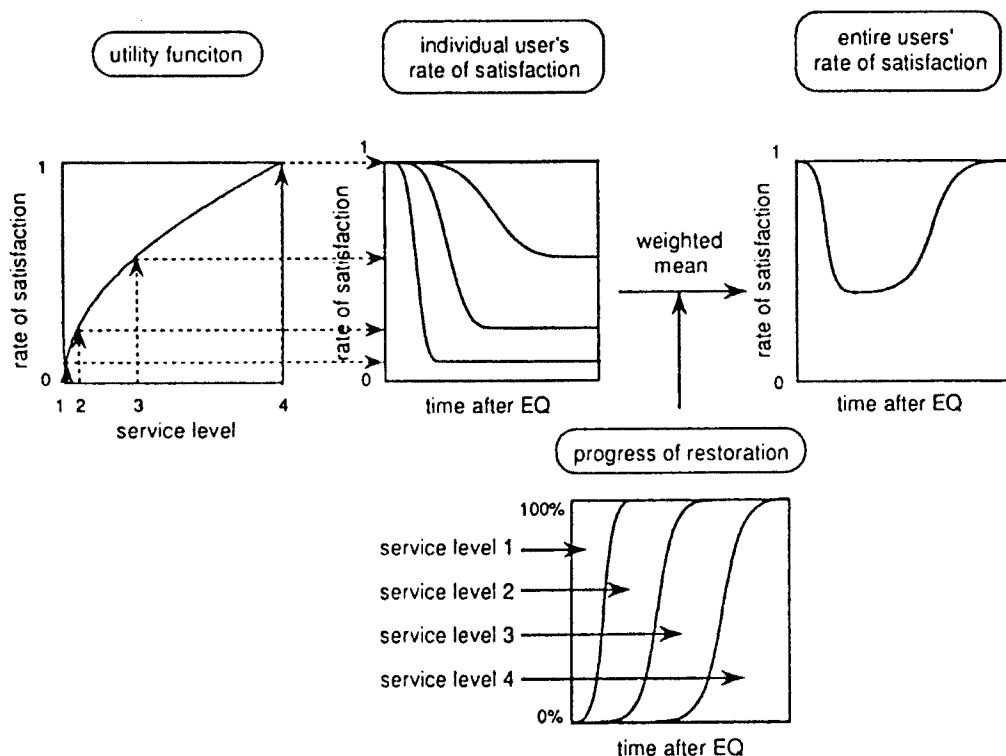 utility funciton
individual user's
rate of satisfaction
entire users'
rate of satisfaction
1
rate of satisfaction
0
1 2 3 4
service level
1
rate of satisfaction
0
time after EQ
weighted
mean
1
rate of satisfaction
0
time after EQ
progress of restoration
100%
service level 1
service level 2
service level 3
service level 4
0%
time after EQ